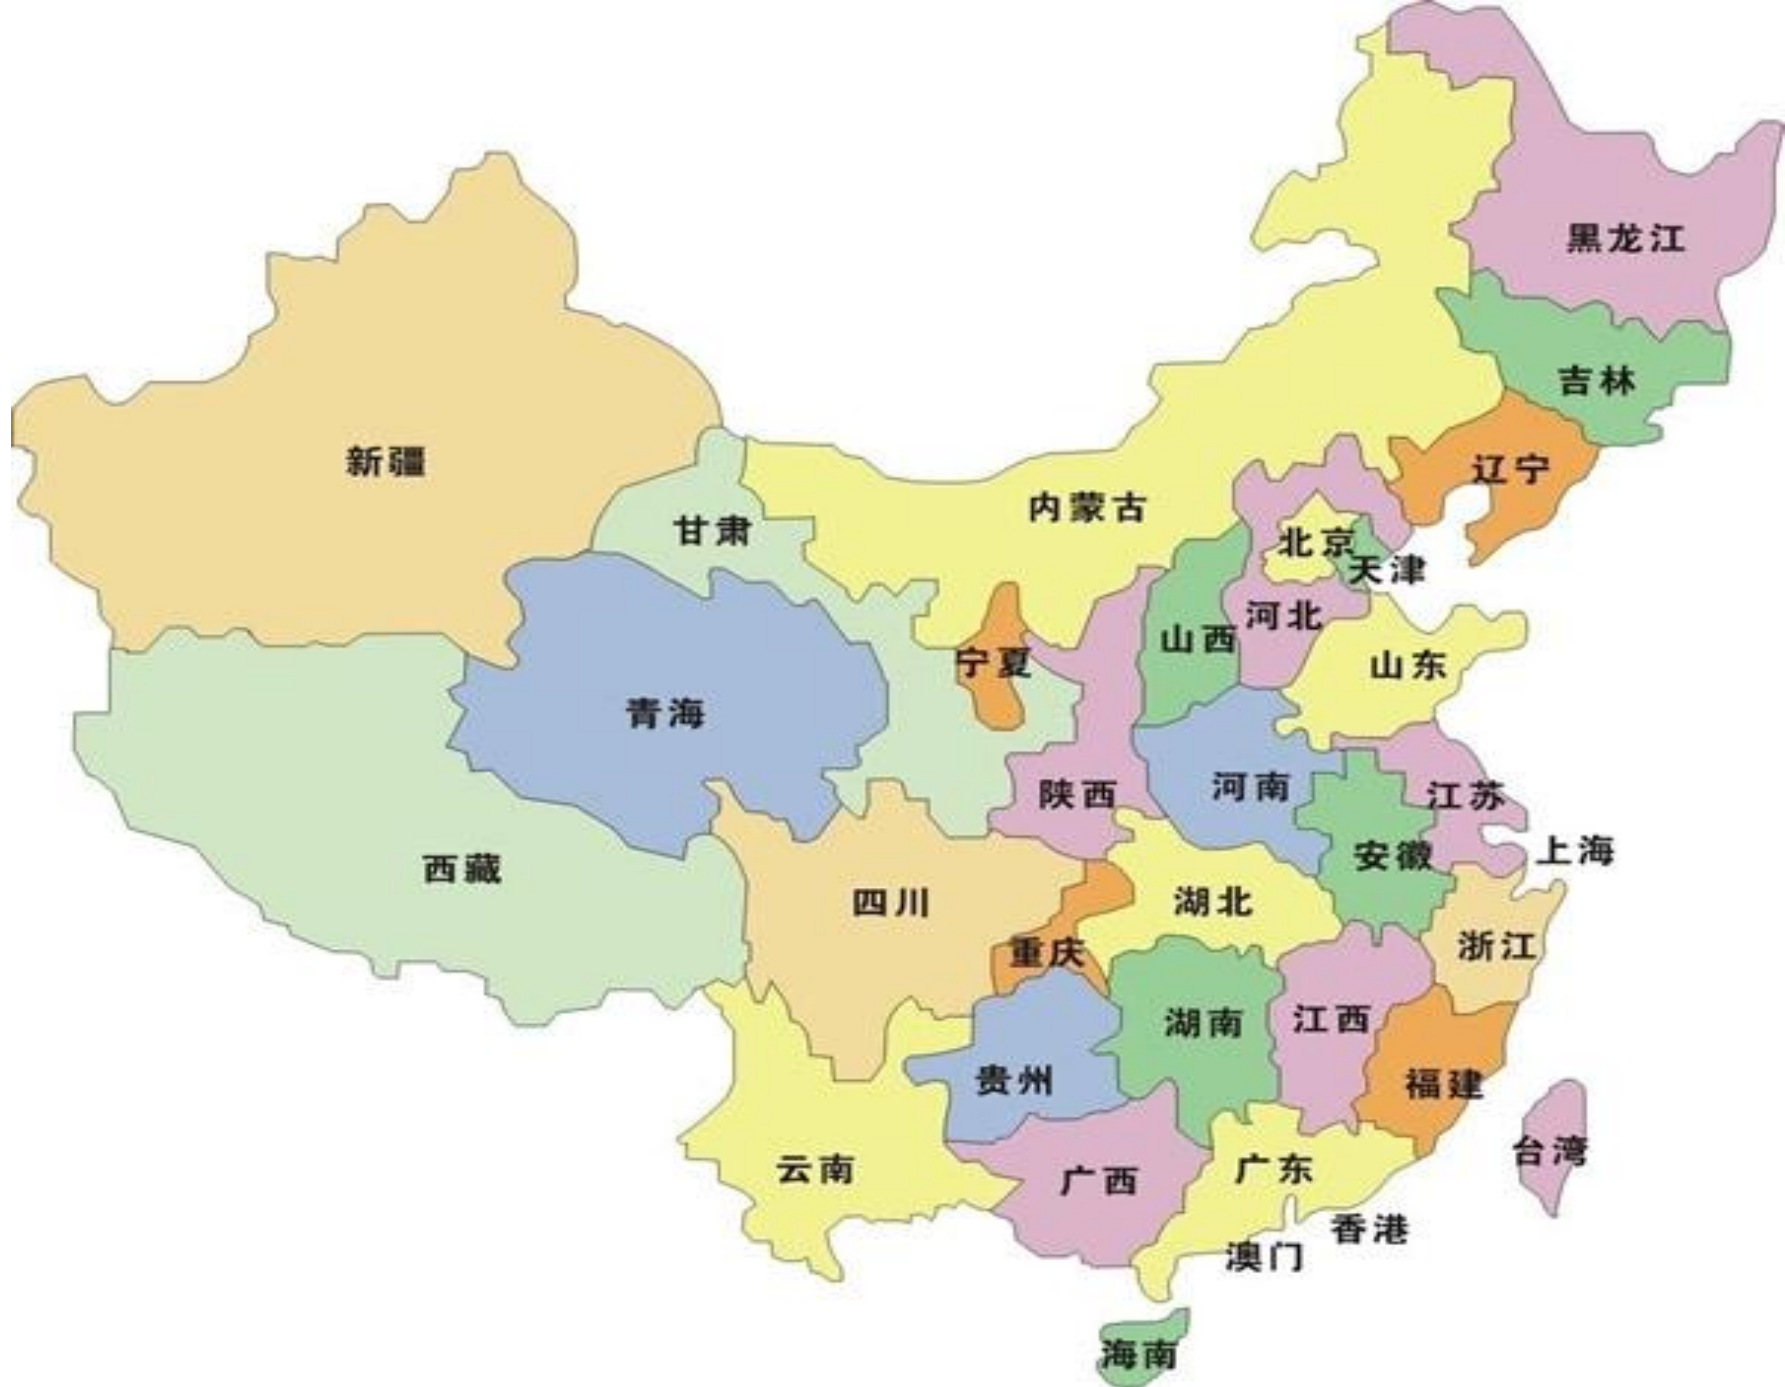 黑龙江
吉林
新疆
辽宁
内蒙古
甘肃
北京
天津
河北
山西
宁夏
山东
青海
陕西
河南
江苏
上海
安徽
西藏
四川
湖北
重庆
浙江
湖南
江西
贵州
福建
台湾
云南
广西
广东
香港
澳门
海南